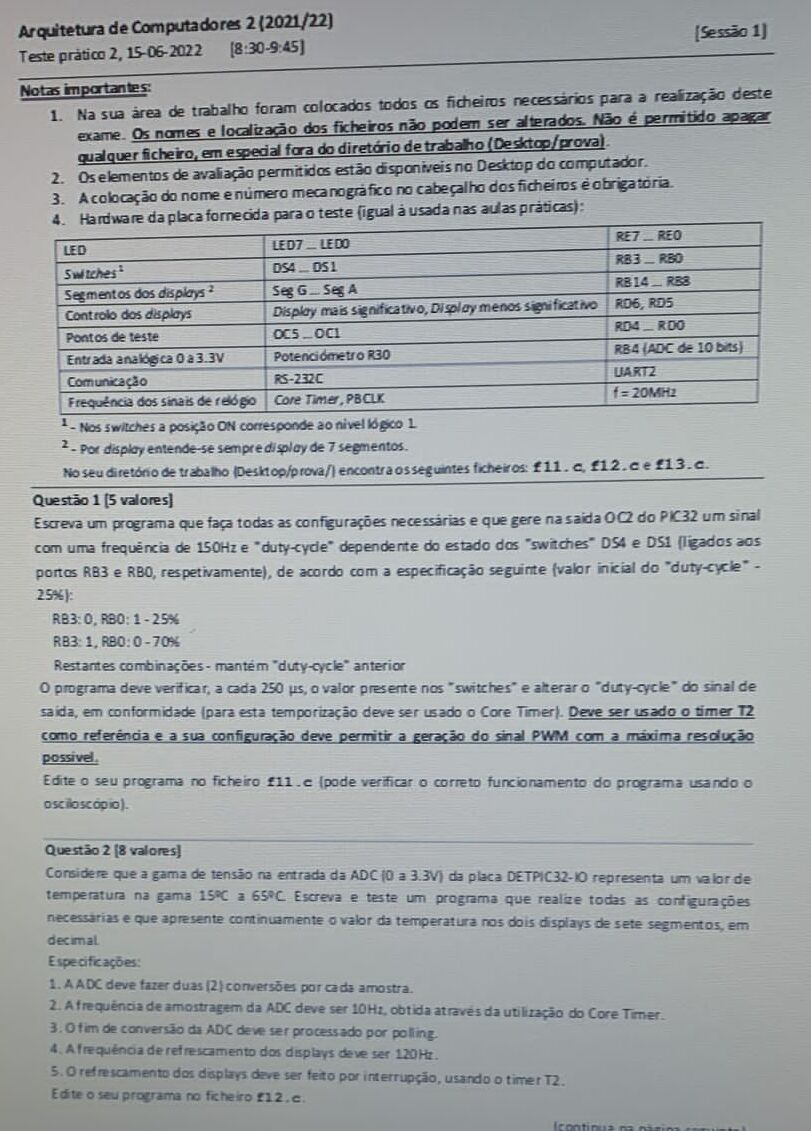 Arquitetura de Computadores 2 (2021/22)
Teste prático 2, 15-06-2022 [8:30-9:45] [Sessão 1]
Notas importantes:
1. Na sua área de trabalho foram colocados todos os ficheiros necessários para a realização deste
exame. Os nomes e localização dos ficheiros não podem ser alterados. Não é permitido apagar
qualquer ficheiro, em especial fora do diretório de trabalho (Desktop/prova).
2. Os elementos de avaliação permitidos estão disponíveis no Desktop do computador.
3. A colocação do nome e número mecanográfico no cabeçalho dos ficheiros é obrigatória.
4. Hardware da placa fornecida para o teste (igual à usada nas aulas práticas):
LED LED7 ... LED0 RE7 ... RE0
Switches¹ DS4 ... DS1 RB3 ... RB0
Segmentos dos displays² Seg G ... Seg A RB14 ... RB8
Controlo dos displays Display mais significativo, Display menos significativo RD6, RD5
Pontos de teste OC5 ... OC1 RD4 ... RD0
Entrada analógica 0 a 3.3V Potenciómetro R30 RB4 (ADC de 10 bits)
Comunicação RS-232C UART2
Frequência dos sinais de relógio Core Timer, PBCLK f = 20MHz
¹ - Nos switches a posição ON corresponde ao nível lógico 1.
² - Por display entende-se sempre display de 7 segmentos.
No seu diretório de trabalho (Desktop/prova/) encontra os seguintes ficheiros: f11.c, f12.c e f13.c.
Questão 1 [5 valores]
Escreva um programa que faça todas as configurações necessárias e que gere na saída OC2 do PIC32 um sinal
com uma frequência de 150Hz e "duty-cycle" dependente do estado dos "switches" DS4 e DS1 (ligados aos
portos RB3 e RB0, respetivamente), de acordo com a especificação seguinte (valor inicial do "duty-cycle" -
25%):
RB3: 0, RB0: 1 - 25%
RB3: 1, RB0: 0 - 70%
Restantes combinações - mantém "duty-cycle" anterior
O programa deve verificar, a cada 250 µs, o valor presente nos "switches" e alterar o "duty-cycle" do sinal de
saída, em conformidade (para esta temporização deve ser usado o Core Timer). Deve ser usado o timer T2
como referência e a sua configuração deve permitir a geração do sinal PWM com a máxima resolução
possível.
Edite o seu programa no ficheiro f11.c (pode verificar o correto funcionamento do programa usando o
osciloscópio).
Questão 2 [8 valores]
Considere que a gama de tensão na entrada da ADC (0 a 3.3V) da placa DETPIC32-IO representa um valor de
temperatura na gama 15ºC a 65ºC. Escreva e teste um programa que realize todas as configurações
necessárias e que apresente continuamente o valor da temperatura nos dois displays de sete segmentos, em
decimal.
Especificações:
1. A ADC deve fazer duas (2) conversões por cada amostra.
2. A frequência de amostragem da ADC deve ser 10Hz, obtida através da utilização do Core Timer.
3. O fim de conversão da ADC deve ser processado por polling.
4. A frequência de refrescamento dos displays deve ser 120Hz.
5. O refrescamento dos displays deve ser feito por interrupção, usando o timer T2.
Edite o seu programa no ficheiro f12.c.
[continua na página seguinte]